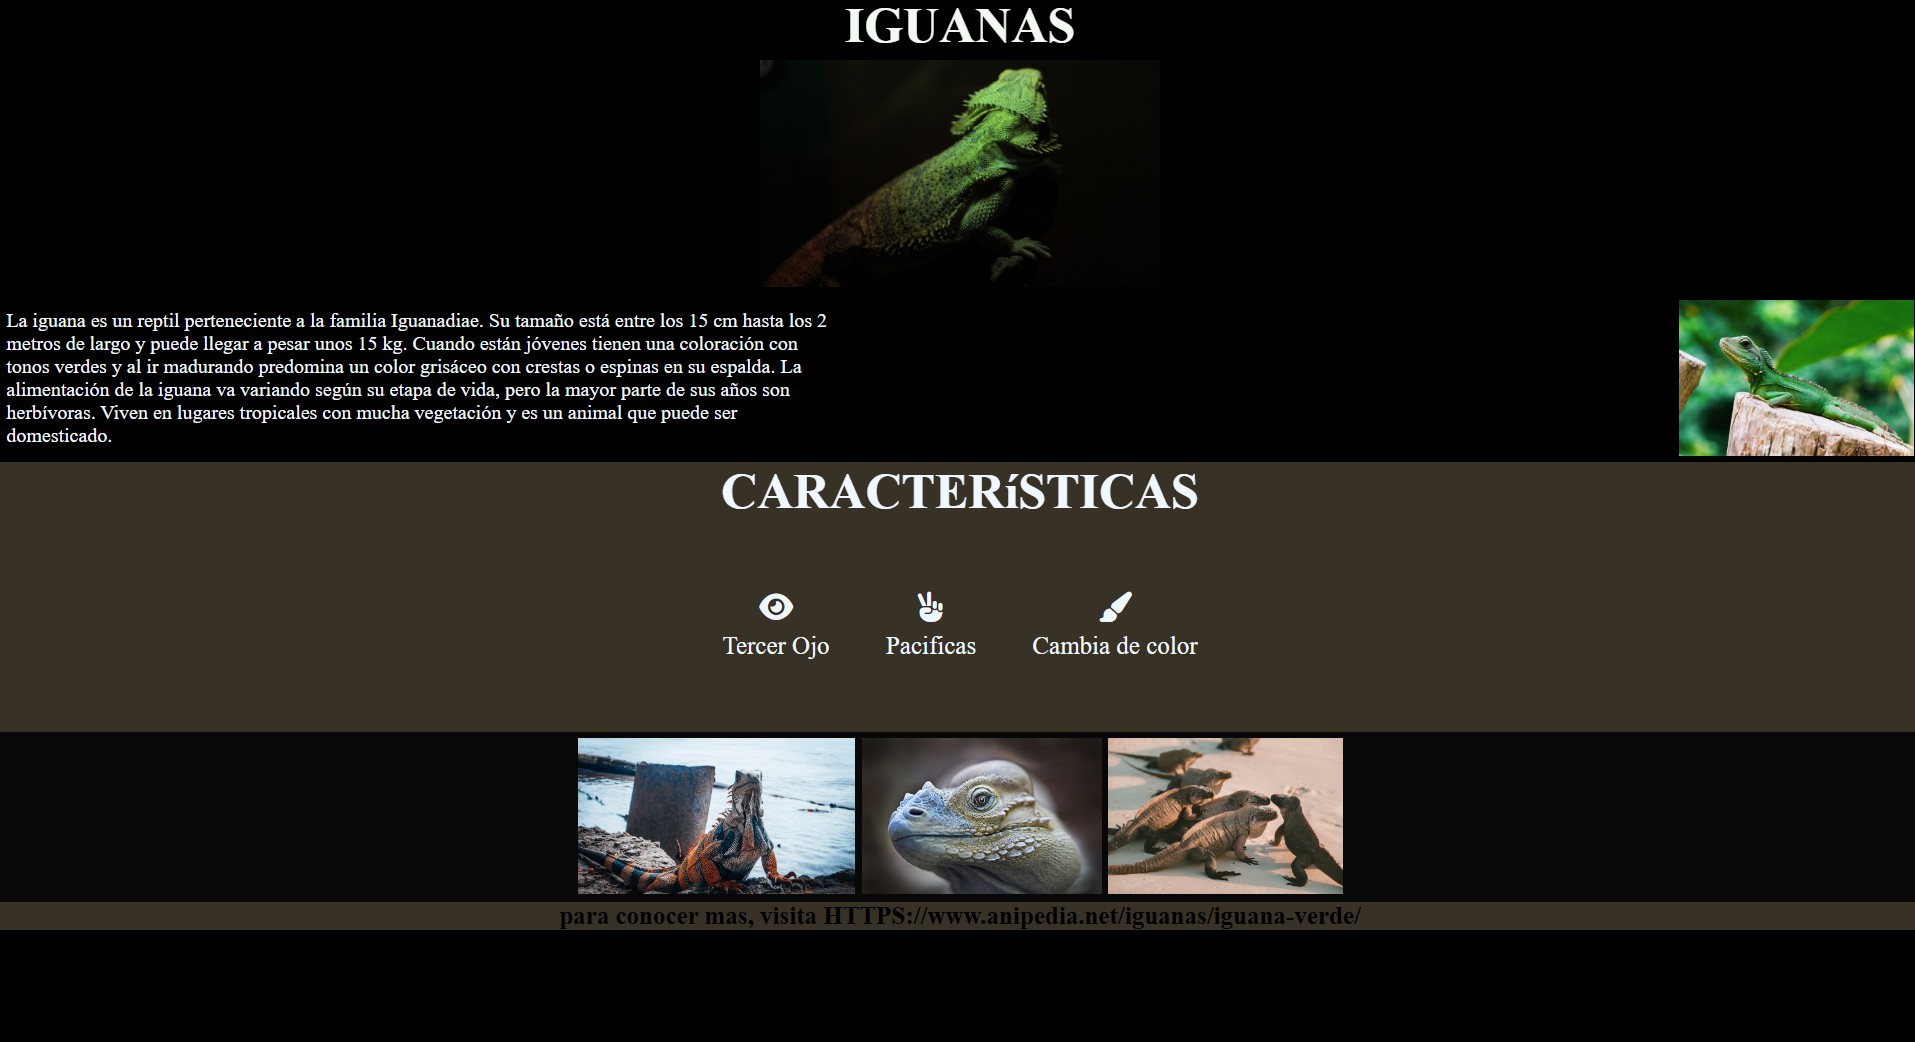 IGUANAS
La iguana es un reptil perteneciente a la familia Iguanadiae. Su tamaño está entre los 15 cm hasta los 2
metros de largo y puede llegar a pesar unos 15 kg. Cuando están jóvenes tienen una coloración con
tonos verdes y al ir madurando predomina un color grisáceo con crestas o espinas en su espalda. La
alimentación de la iguana va variando según su etapa de vida, pero la mayor parte de sus años son
herbívoras. Viven en lugares tropicales con mucha vegetación y es un animal que puede ser
domesticado.
CARACTERíSTICAS
Tercer Ojo
Pacificas
Cambia de color
para conocer mas, visita HTTPS://www.anipedia.net/iguanas/iguana-verde/